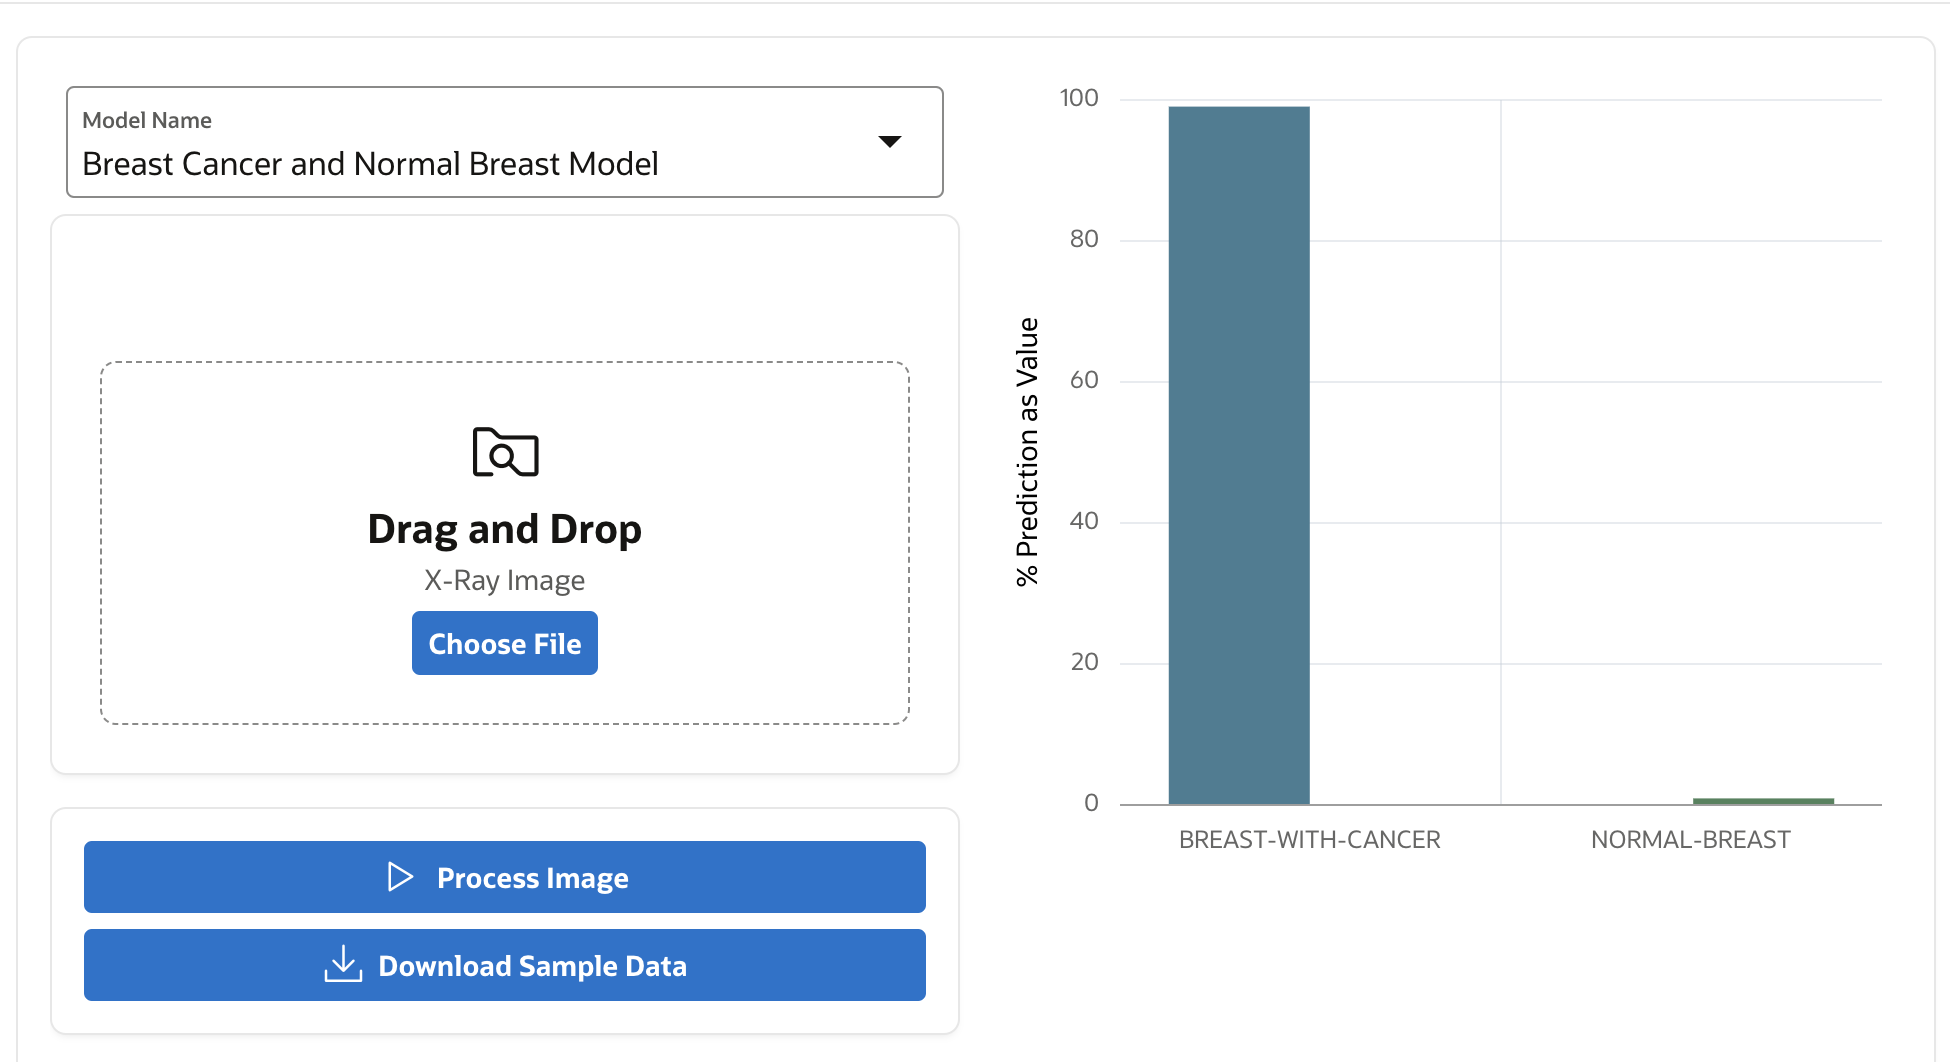 Model Name
Breast Cancer and Normal Breast Model
Drag and Drop
X-Ray Image
Choose File
Process Image
Download Sample Data
% Prediction as Value
100
80
60
40
20
0
BREAST-WITH-CANCER
NORMAL-BREAST